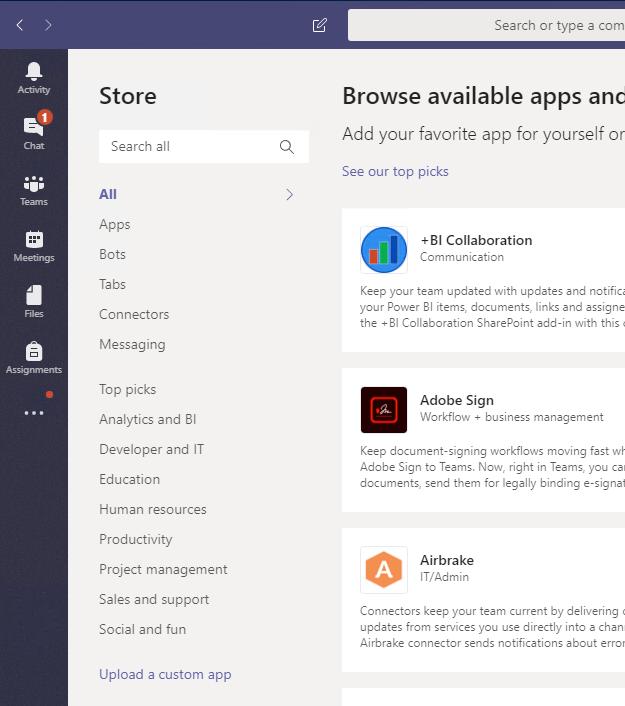 Search or type a com
Activity
1
Chat
Teams
Meetings
Files
Assignments
Store
Search all
All
Apps
Bots
Tabs
Connectors
Messaging
Top picks
Analytics and BI
Developer and IT
Education
Human resources
Productivity
Project management
Sales and support
Social and fun
Upload a custom app
Browse available apps and
Add your favorite app for yourself or
See our top picks
+BI Collaboration
Communication
Keep your team updated with updates and notifica
your Power BI items, documents, links and assigne
the +BI Collaboration SharePoint add-in with this
Adobe Sign
Workflow + business management
Keep document-signing workflows moving fast wh
Adobe Sign to Teams. Now, right in Teams, you ca
documents, send them for legally binding e-signat
A
Airbrake
IT/Admin
Connectors keep your team current by delivering
updates from services you use directly into a chan
Airbrake connector sends notifications about error